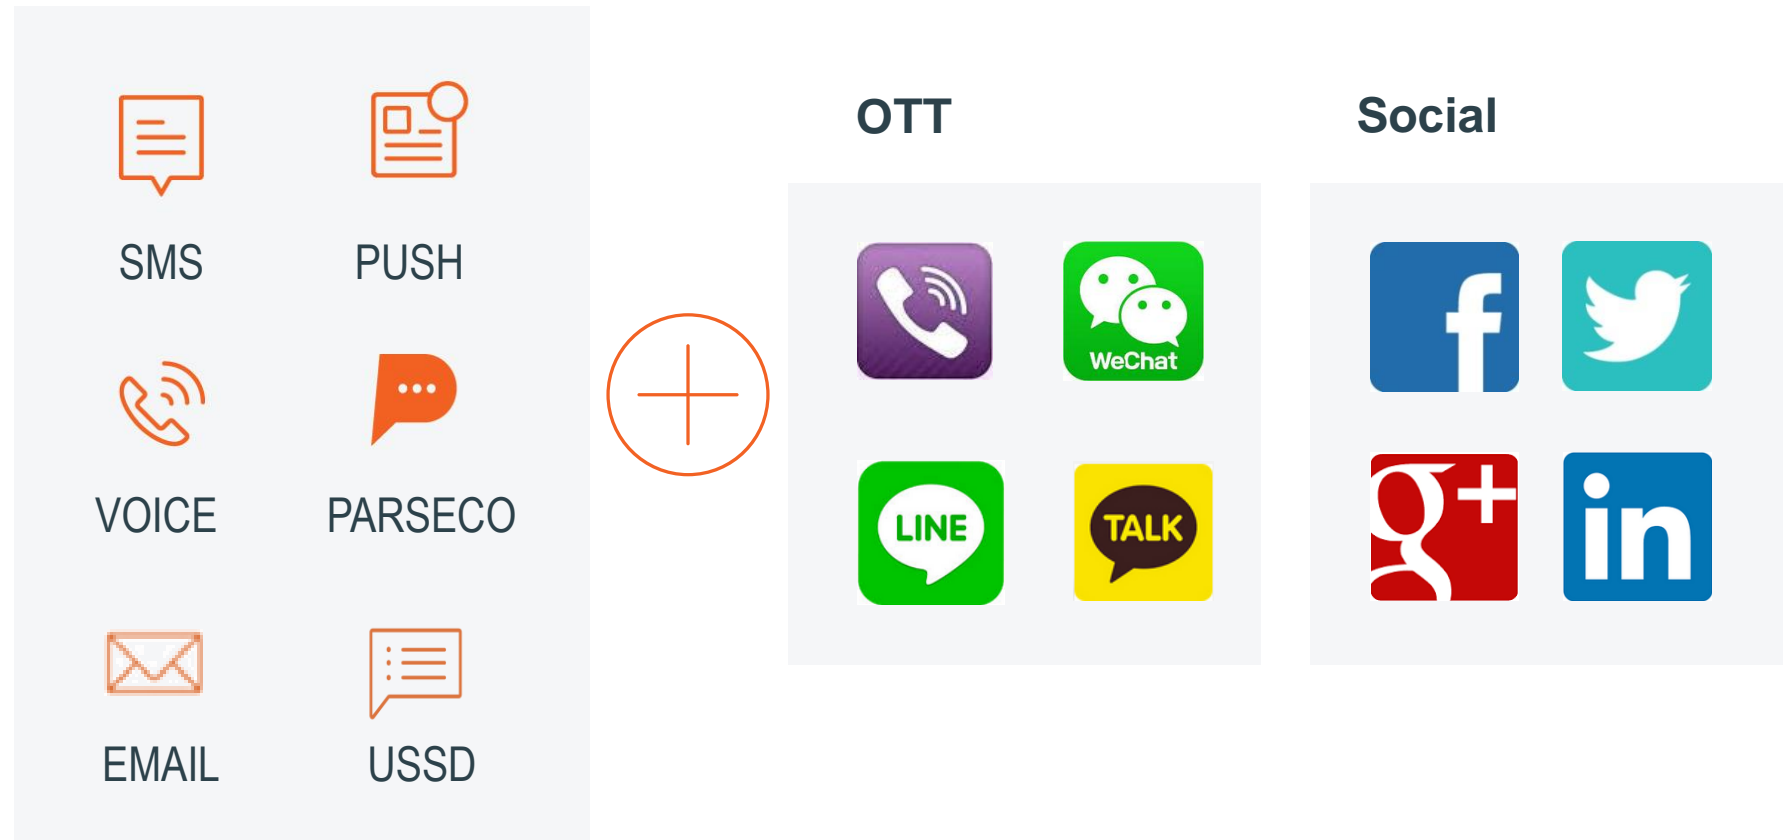 SMS
PUSH
VOICE
PARSECO
EMAIL
USSD
OTT
WeChat
LINE
TALK
Social
f
g+
in